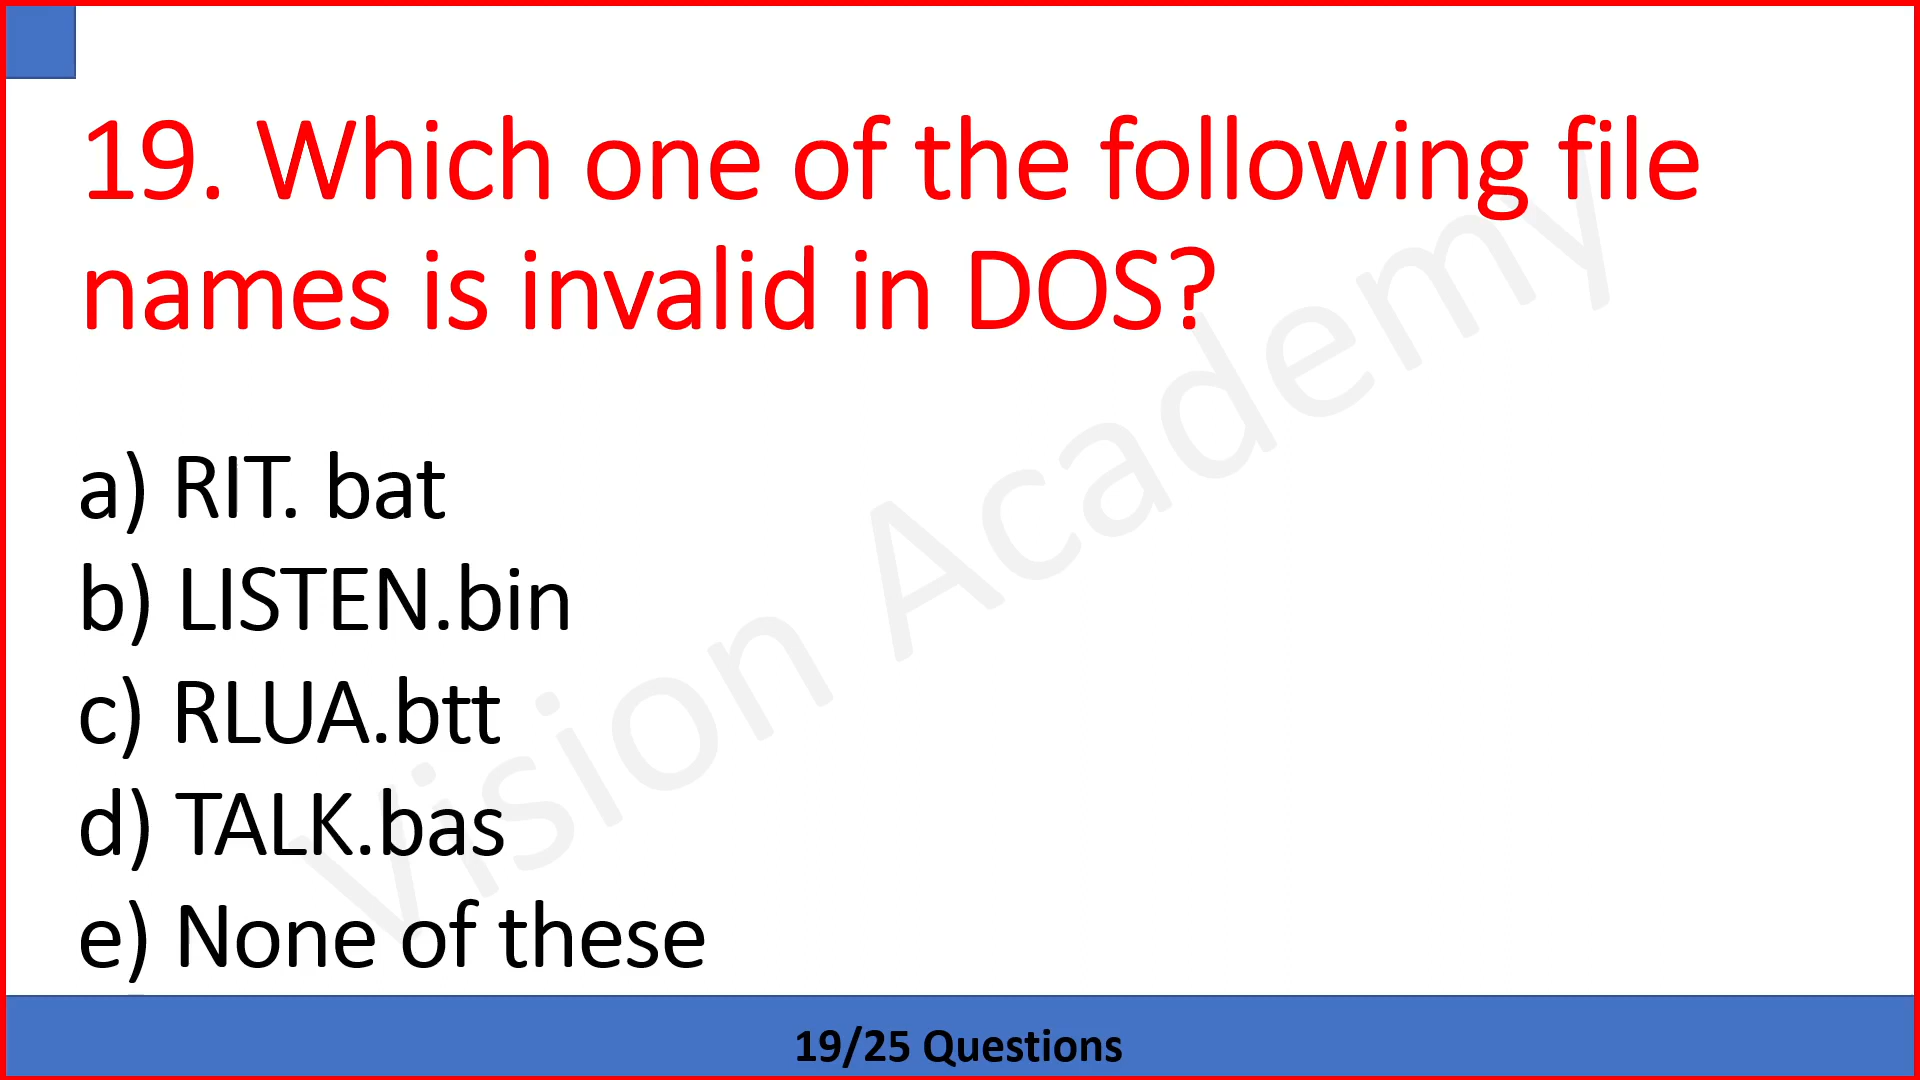 19. Which one of the following file
names is invalid in DOS?
a) RIT. bat
b) LISTEN.bin
c) RLUA.btt
d) TALK.bas
e) None of these
Vision Academy
19/25 Questions